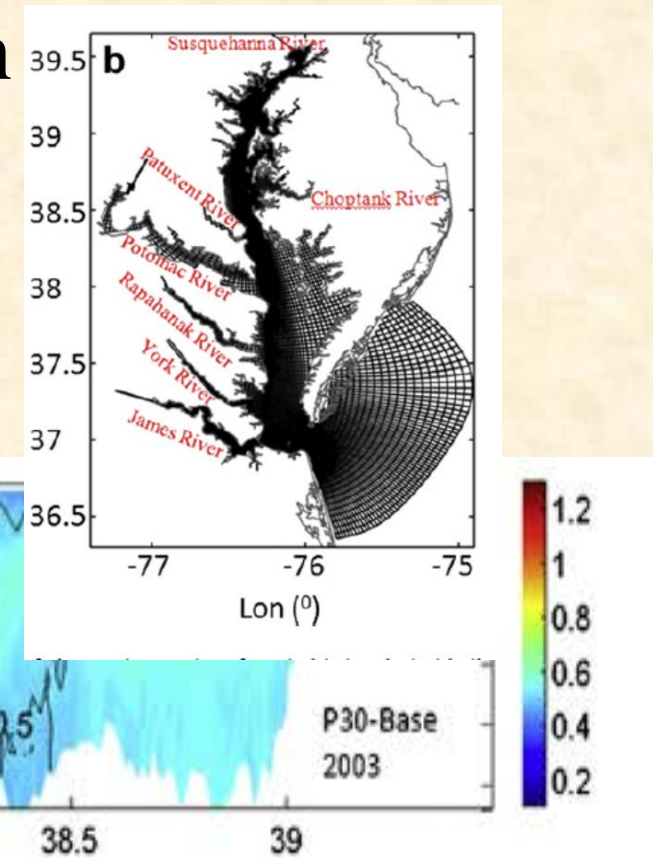 n
b
Susquehanna River
39.5
39
Patuxent River
38.5
Choptank River
Potomac River
38
Rapahanak River
37.5
York River
James River
37
36.5
-77
-76
-75
Lon (⁰)
1.2
1
0.8
0.6
0.4
0.2
.5
P30-Base
2003
38.5
39